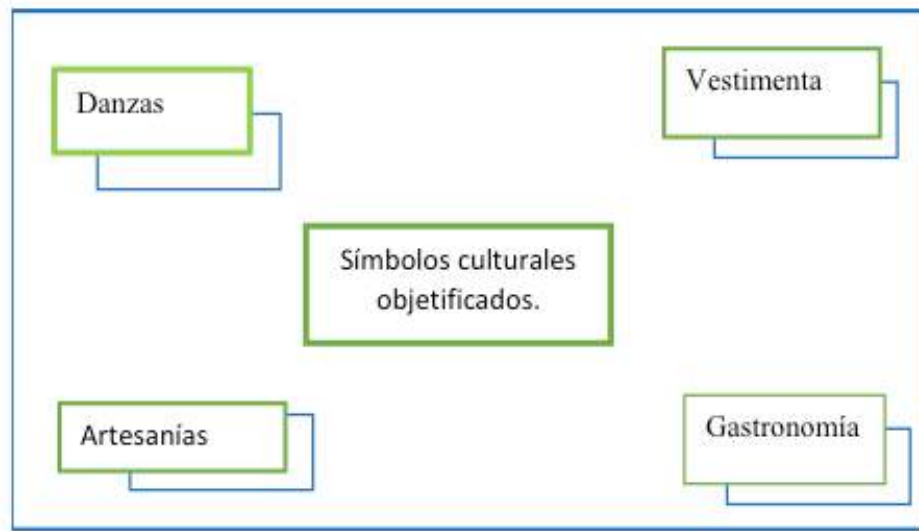 Danzas
Vestimenta
Símbolos culturales
objetificados.
Artesanías
Gastronomía